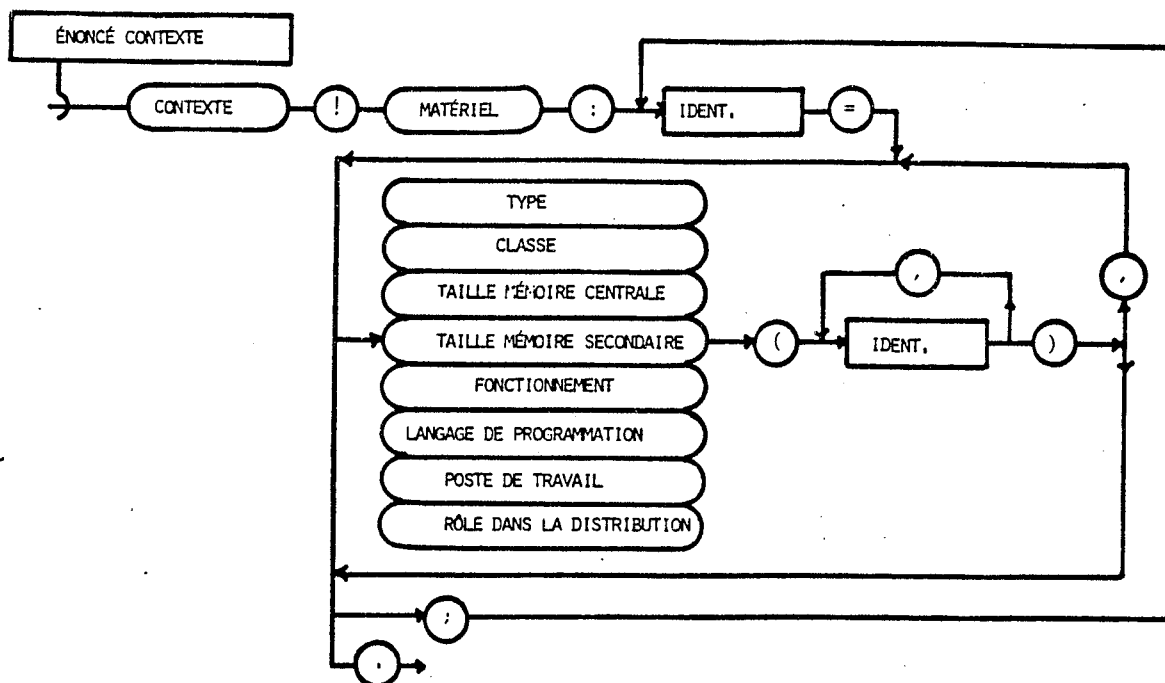 ÉNONCÉ CONTEXTE
CONTEXTE ! MATÉRIEL : IDENT. =
TYPE
CLASSE
TAILLE MÉMOIRE CENTRALE
TAILLE MÉMOIRE SECONDAIRE ( IDENT. )
,
,
FONCTIONNEMENT
LANGAGE DE PROGRAMMATION
POSTE DE TRAVAIL
RÔLE DANS LA DISTRIBUTION
;
.